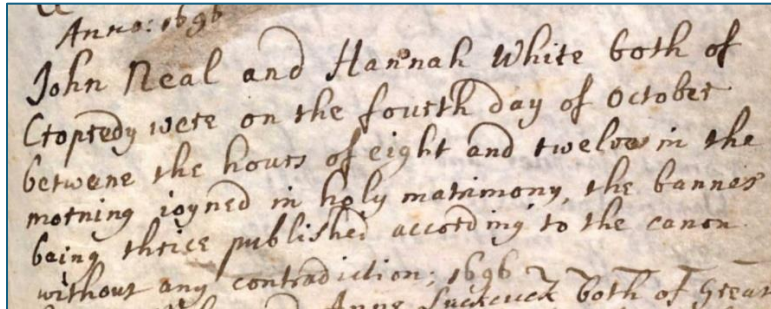 Anno: 1696
John Neal and Hannah White both of
Cropredy were on the fourth day of October
betwene the hours of eight and twelve in the
morning joyned in holy matrimony, the bannes
being thrice published according to the canon
without any contradiction; 1696
Anne Suckcuck both of Great